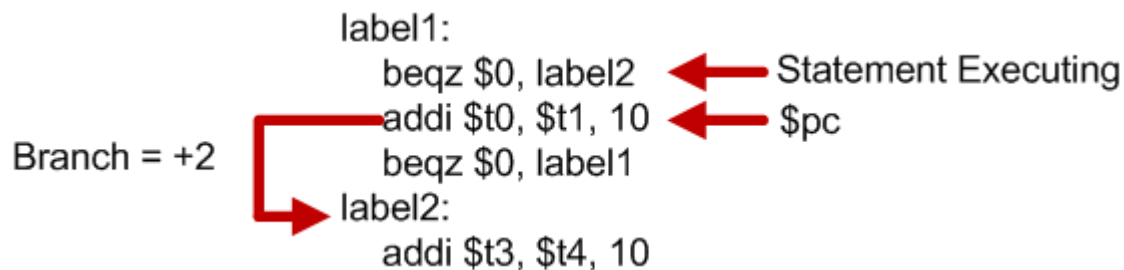 label1:
beqz $0, label2
Statement Executing
addi $t0, $t1, 10
$pc
Branch = +2
beqz $0, label1
label2:
addi $t3, $t4, 10